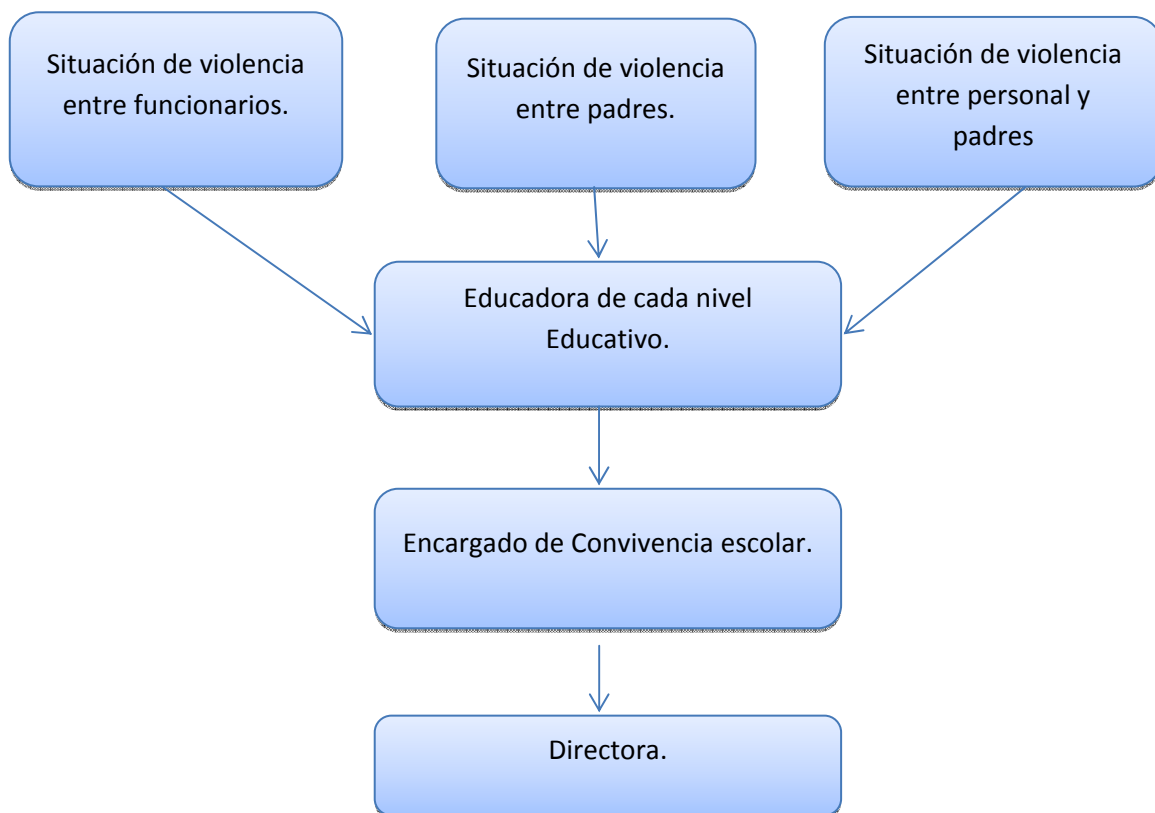 Situación de violencia
entre funcionarios.
Situación de violencia
entre padres.
Situación de violencia
entre personal y
padres
Educadora de cada nivel
Educativo.
Encargado de Convivencia escolar.
Directora.